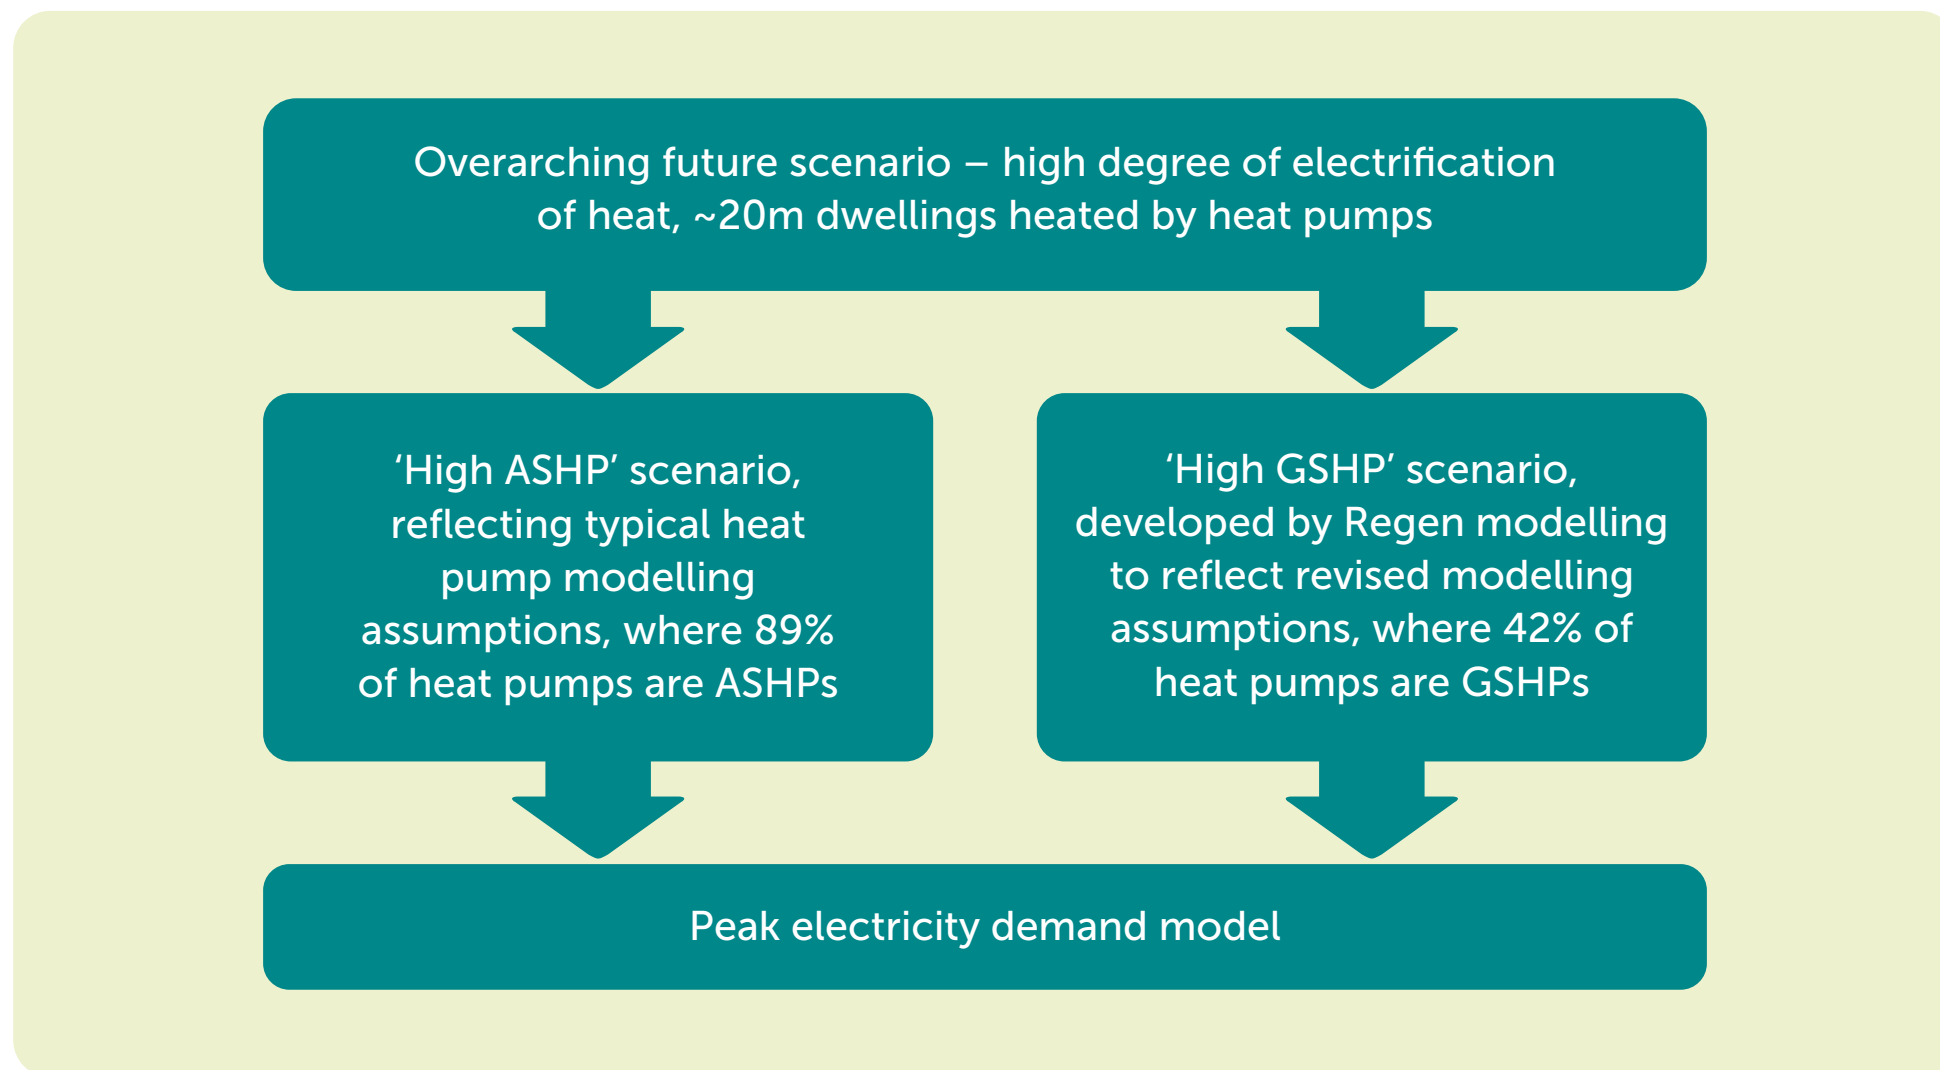 Overarching future scenario – high degree of electrification
of heat, ~20m dwellings heated by heat pumps
‘High ASHP’ scenario,
reflecting typical heat
pump modelling
assumptions, where 89%
of heat pumps are ASHPs
‘High GSHP’ scenario,
developed by Regen modelling
to reflect revised modelling
assumptions, where 42% of
heat pumps are GSHPs
Peak electricity demand model